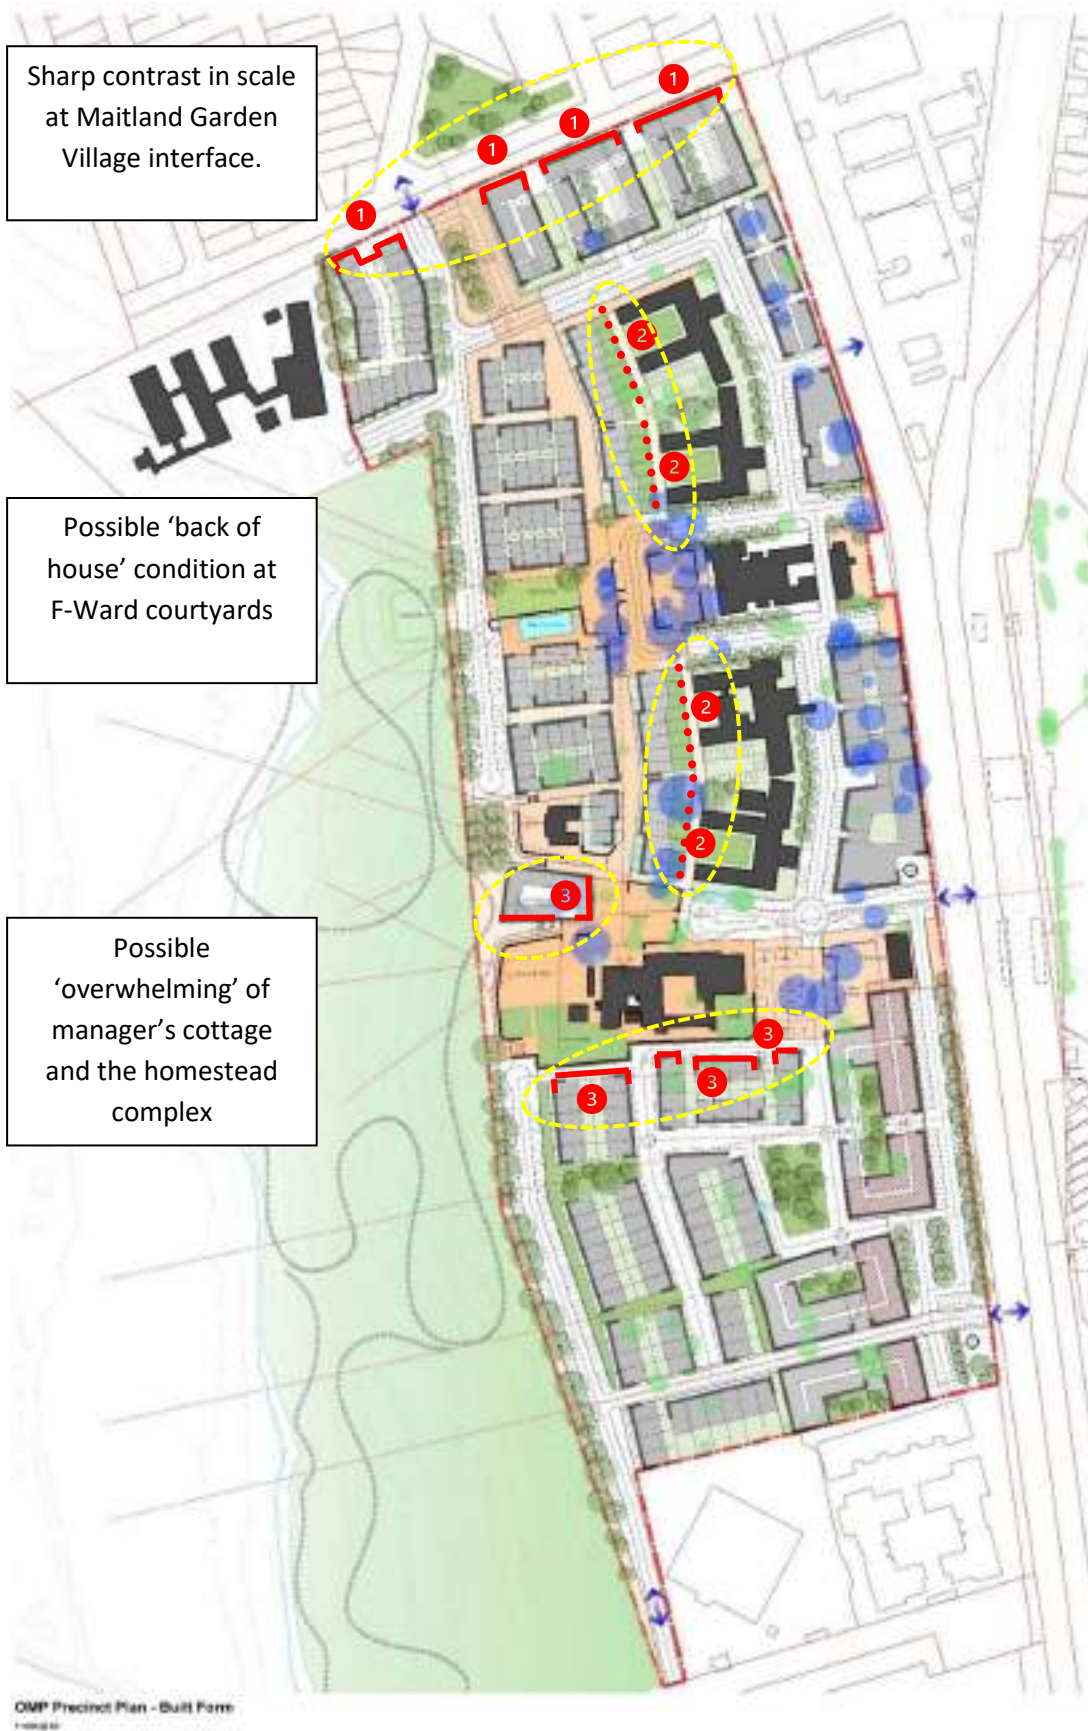 Sharp contrast in scale
at Maitland Garden
Village interface.
1
1
1
1
2
2
Possible ‘back of
house’ condition at
F-Ward courtyards
2
2
3
Possible
‘overwhelming’ of
manager’s cottage
and the homestead
complex
3
3
3
OMP Precinct Plan - Built Form